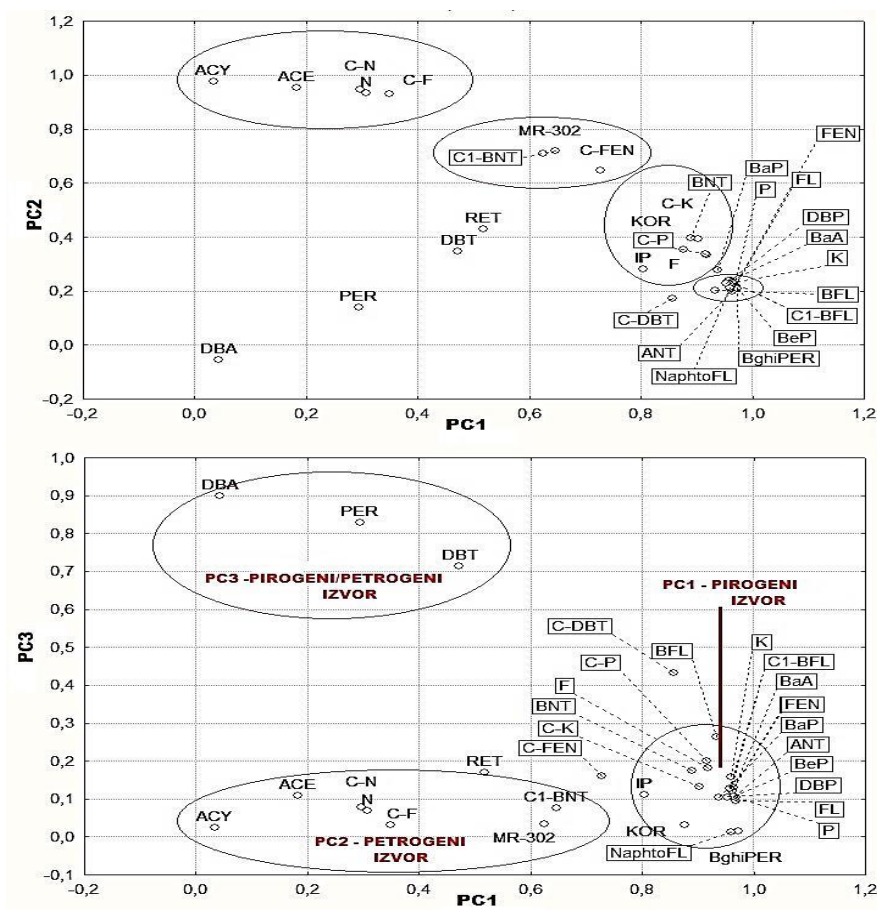 1,2
1,0
0,8
0,6
0,4
0,2
0,0
-0,2
PC2
ACY
ACE
C-N
N
C-F
MR-302
C1-BNT
C-FEN
RET
DBT
PER
DBA
C-K
KOR
C-P
IP
F
BNT
BaP
P
FEN
FL
DBP
BaA
K
BFL
C1-BFL
BeP
BghiPER
C-DBT
ANT
NaphtoFL
-0,2 0,0 0,2 0,4 0,6 0,8 1,0 1,2
PC1
1,0
0,9
0,8
0,7
0,6
0,5
0,4
0,3
0,2
0,1
0,0
-0,1
PC3
DBA
PER
DBT
PC3 -PIROGENI/PETROGENI
IZVOR
PC1 - PIROGENI
IZVOR
C-DBT
BFL
K
C-P
C1-BFL
F
BaA
BNT
FEN
C-K
BaP
C-FEN
ANT
RET
BeP
IP
DBP
C-N
N
ACE
ACY
C-F
C1-BNT
MR-302
KOR
FL
P
NaphtoFL
BghiPER
PC2 - PETROGENI
IZVOR
-0,2 0,0 0,2 0,4 0,6 0,8 1,0 1,2
PC1